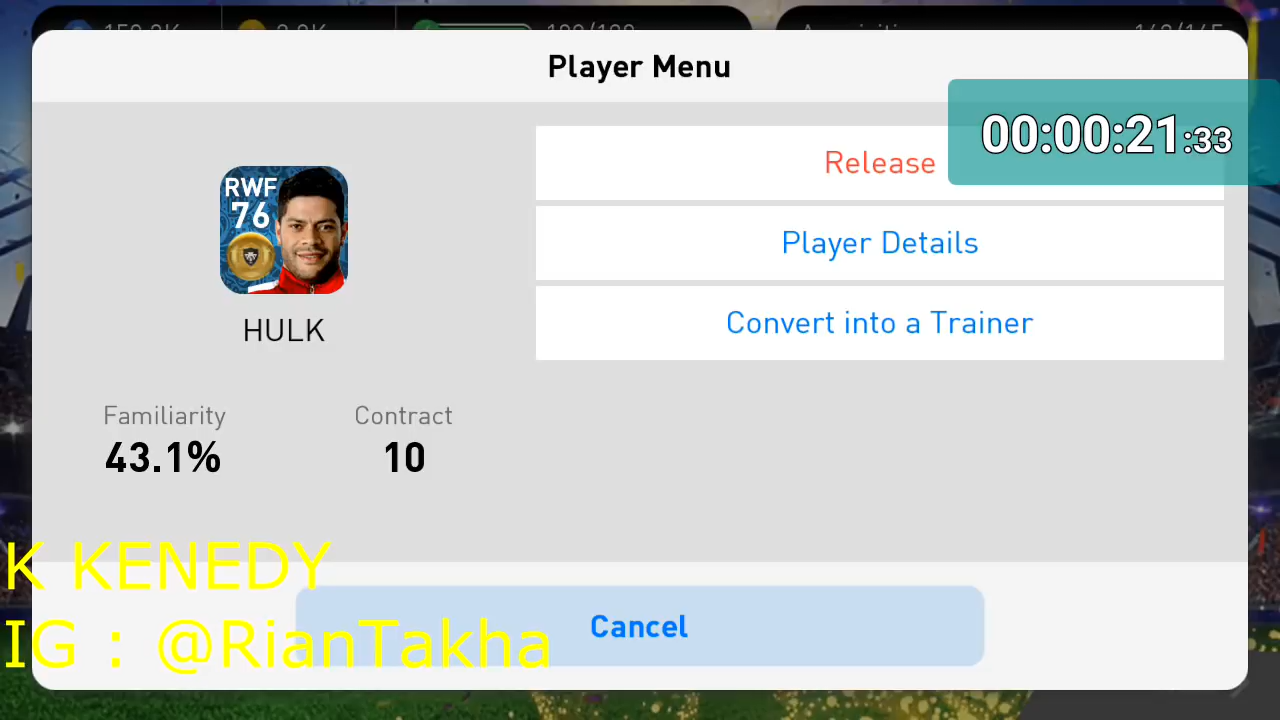 Player Menu
00:00:21:33
Release
RWF
76
Player Details
Convert into a Trainer
HULK
Familiarity
Contract
43.1%
10
K KENEDY
Cancel
IG : @RianTakha